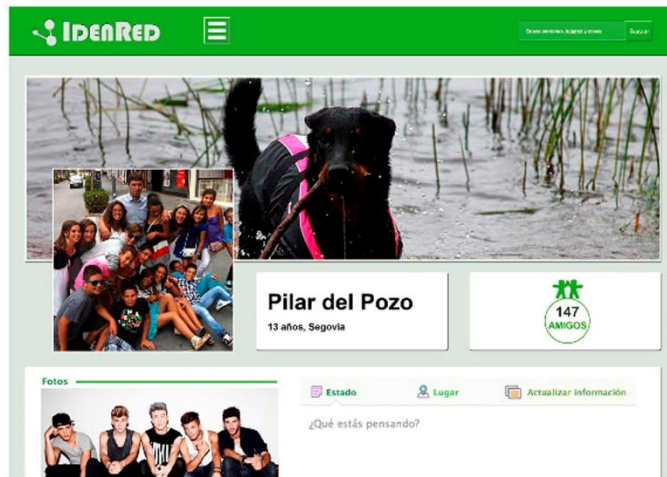 IDENRED
Buscar
Pilar del Pozo
13 años, Segovia
147
AMIGOS
Fotos
Estado
Lugar
Actualizar información
¿Qué estás pensando?